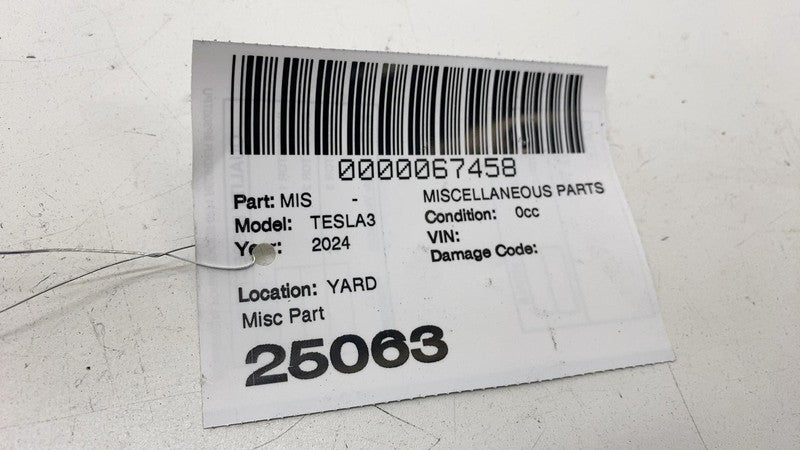 0000067458
Part: MIS - MISCELLANEOUS PARTS
Model: TESLA3 Condition: 0cc
Year: 2024 VIN:
Damage Code:
Location: YARD
Misc Part
25063